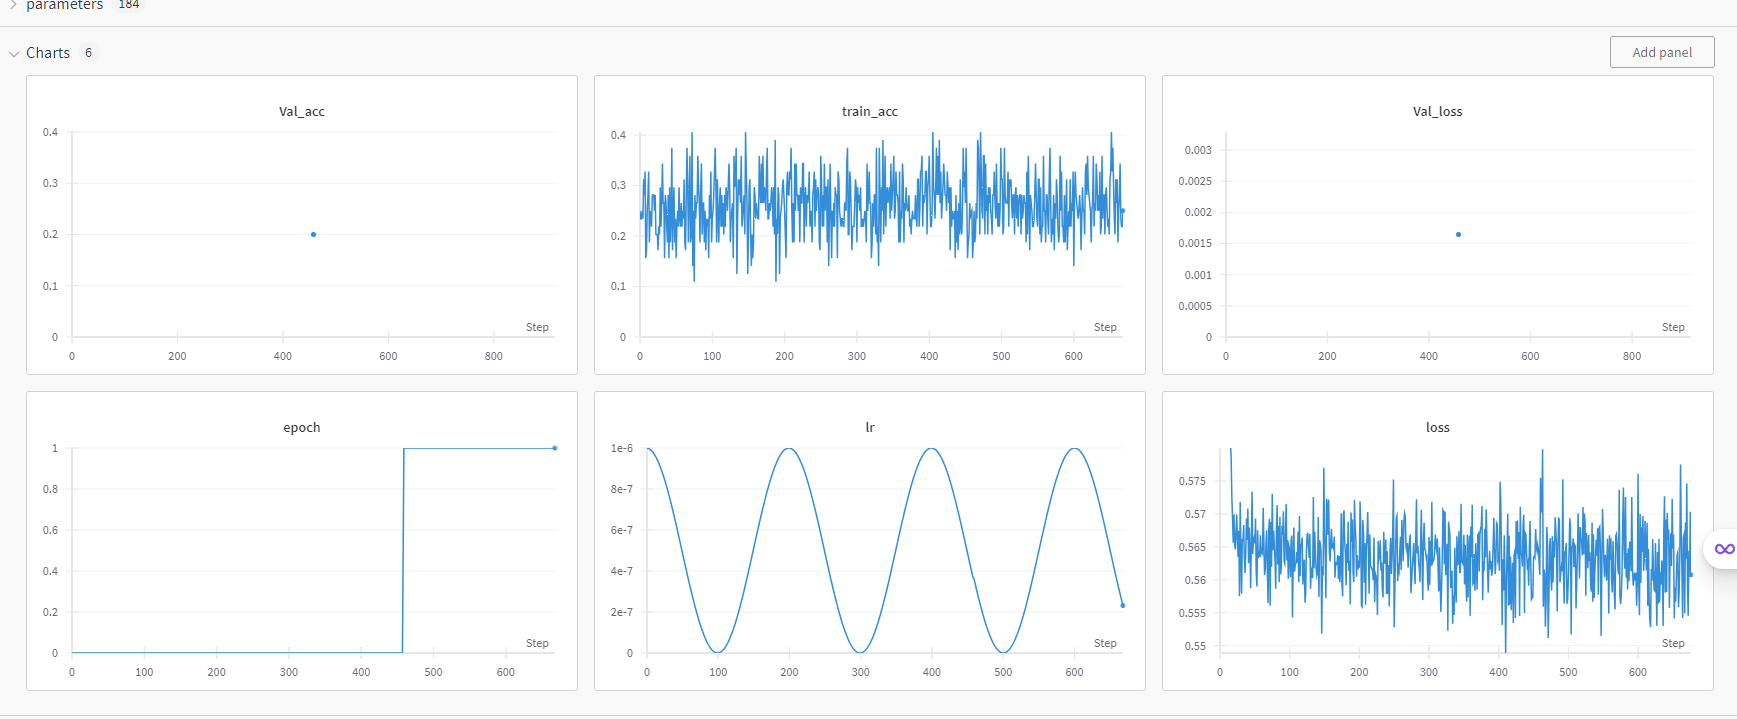 parameters 184
Charts 6
Add panel
Val_acc
0.4
0.3
0.2
0.1
0
Step
0 200 400 600 800
train_acc
0.4
0.3
0.2
0.1
0
Step
0 100 200 300 400 500 600
Val_loss
0.003
0.0025
0.002
0.0015
0.001
0.0005
0
Step
0 200 400 600 800
epoch
1
0.8
0.6
0.4
0.2
0
Step
0 100 200 300 400 500 600
lr
1e-6
8e-7
6e-7
4e-7
2e-7
0
Step
0 100 200 300 400 500 600
loss
0.575
0.57
0.565
0.56
0.555
0.55
Step
0 100 200 300 400 500 600